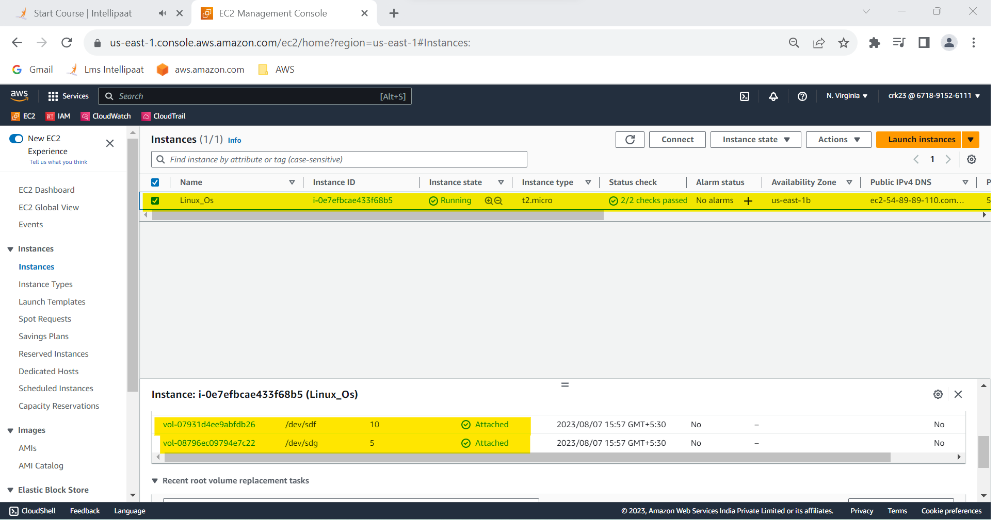 Start Course | Intellipaat
EC2 Management Console
us-east-1.console.aws.amazon.com/ec2/home?region=us-east-1#Instances:
Gmail
Lms Intellipaat
aws.amazon.com
AWS
aws
Services
Search
[Alt+S]
N. Virginia
crk23 @ 6718-9152-6111
EC2
IAM
CloudWatch
CloudTrail
New EC2
Experience
Tell us what you think
EC2 Dashboard
EC2 Global View
Events
Instances
Instances
Instance Types
Launch Templates
Spot Requests
Savings Plans
Reserved Instances
Dedicated Hosts
Scheduled Instances
Capacity Reservations
Images
AMIs
AMI Catalog
Elastic Block Store
Instances (1/1) Info
Connect
Instance state
Actions
Launch instances
Find instance by attribute or tag (case-sensitive)
1
Name
Instance ID
Instance state
Instance type
Status check
Alarm status
Availability Zone
Public IPv4 DNS
P
Linux_Os
i-0e7efbcae433f68b5
Running
t2.micro
2/2 checks passed
No alarms
us-east-1b
ec2-54-89-89-110.com...
5
Instance: i-0e7efbcae433f68b5 (Linux_Os)
vol-07931d4ee9abfdb26
/dev/sdf
10
Attached
2023/08/07 15:57 GMT+5:30
No
–
No
vol-08796ec09794e7c22
/dev/sdg
5
Attached
2023/08/07 15:57 GMT+5:30
No
–
No
Recent root volume replacement tasks
CloudShell
Feedback
Language
© 2023, Amazon Web Services India Private Limited or its affiliates.
Privacy
Terms
Cookie preferences